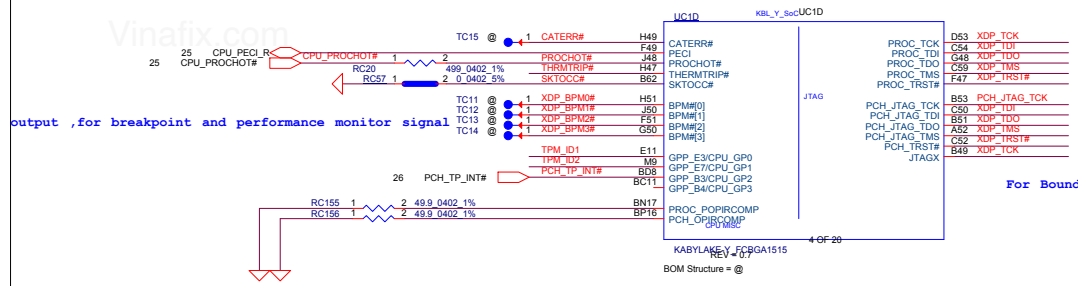 Vinafix.com
UC1D
KBL_Y_SoC UC1D
TC15 @ 1 CATERR# H49 CATERR#
25 CPU_PECI_R F49 PECI
25 CPU_PROCHOT# CPU_PROCHOT# 1 2 PROCHOT# J48 PROCHOT#
RC20 499_0402_1% THRMTRIP# H47 THERMTRIP#
RC57 1 2 0_0402_5% SKTOCC# B62 SKTOCC#
TC11 @ 1 XDP_BPM0# H51 BPM#[0]
TC12 @ 1 XDP_BPM1# J50 BPM#[1]
output ,for breakpoint and performance monitor signal TC13 @ 1 XDP_BPM2# F51 BPM#[2]
TC14 @ 1 XDP_BPM3# G50 BPM#[3]
TPM_ID1 E11 GPP_E3/CPU_GP0
TPM_ID2 M9 GPP_E7/CPU_GP1
26 PCH_TP_INT# PCH_TP_INT# BD8 GPP_B3/CPU_GP2
BC11 GPP_B4/CPU_GP3
RC155 1 2 49.9_0402_1% BN17 PROC_POPIRCOMP
RC156 1 2 49.9_0402_1% BP16 PCH_OPIRCOMP
CPU MISC
JTAG
PROC_TCK D53 XDP_TCK
PROC_TDI C54 XDP_TDI
PROC_TDO G48 XDP_TDO
PROC_TMS C59 XDP_TMS
PROC_TRST# F47 XDP_TRST#
PCH_JTAG_TCK B53 PCH_JTAG_TCK
PCH_JTAG_TDI C50 XDP_TDI
PCH_JTAG_TDO B51 XDP_TDO
PCH_JTAG_TMS A52 XDP_TMS
PCH_TRST# C52 XDP_TRST#
JTAGX B49 XDP_TCK
For Bound
4 OF 20
KABYLAKE-Y_FCBGA1515
REV = 0.7
BOM Structure = @